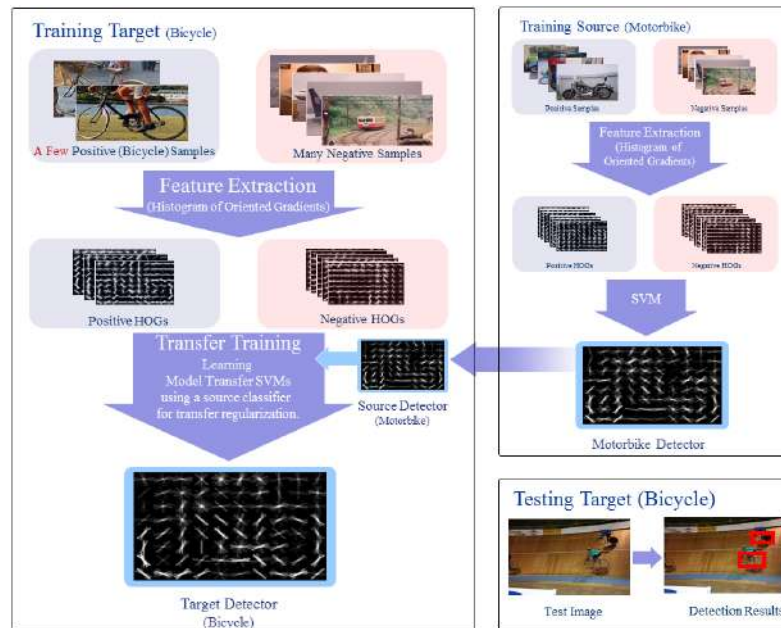 Training Target (Bicycle)
A Few Positive (Bicycle) Samples
Many Negative Samples
Feature Extraction
(Histogram of Oriented Gradients)
Positive HOGs
Negative HOGs
Transfer Training
Learning
Model Transfer SVMs
using a source classifier
for transfer regularization.
Source Detector
(Motorbike)
Target Detector
(Bicycle)
Training Source (Motorbike)
Positive Samples
Negative Samples
Feature Extraction
(Histogram of
Oriented Gradients)
Positive HOGs
Negative HOGs
SVM
Motorbike Detector
Testing Target (Bicycle)
Test Image
Detection Results